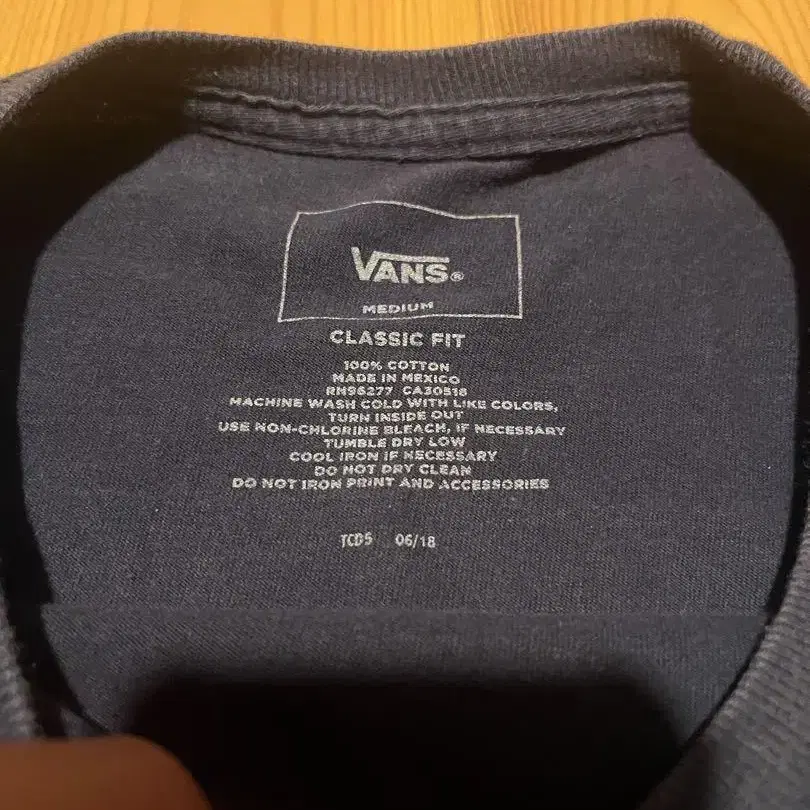 VANS®
MEDIUM
CLASSIC FIT
100% COTTON
MADE IN MEXICO
RN96277 CA30518
MACHINE WASH COLD WITH LIKE COLORS,
TURN INSIDE OUT
USE NON-CHLORINE BLEACH, IF NECESSARY
TUMBLE DRY LOW
COOL IRON IF NECESSARY
DO NOT DRY CLEAN
DO NOT IRON PRINT AND ACCESSORIES
TCD5 06/18